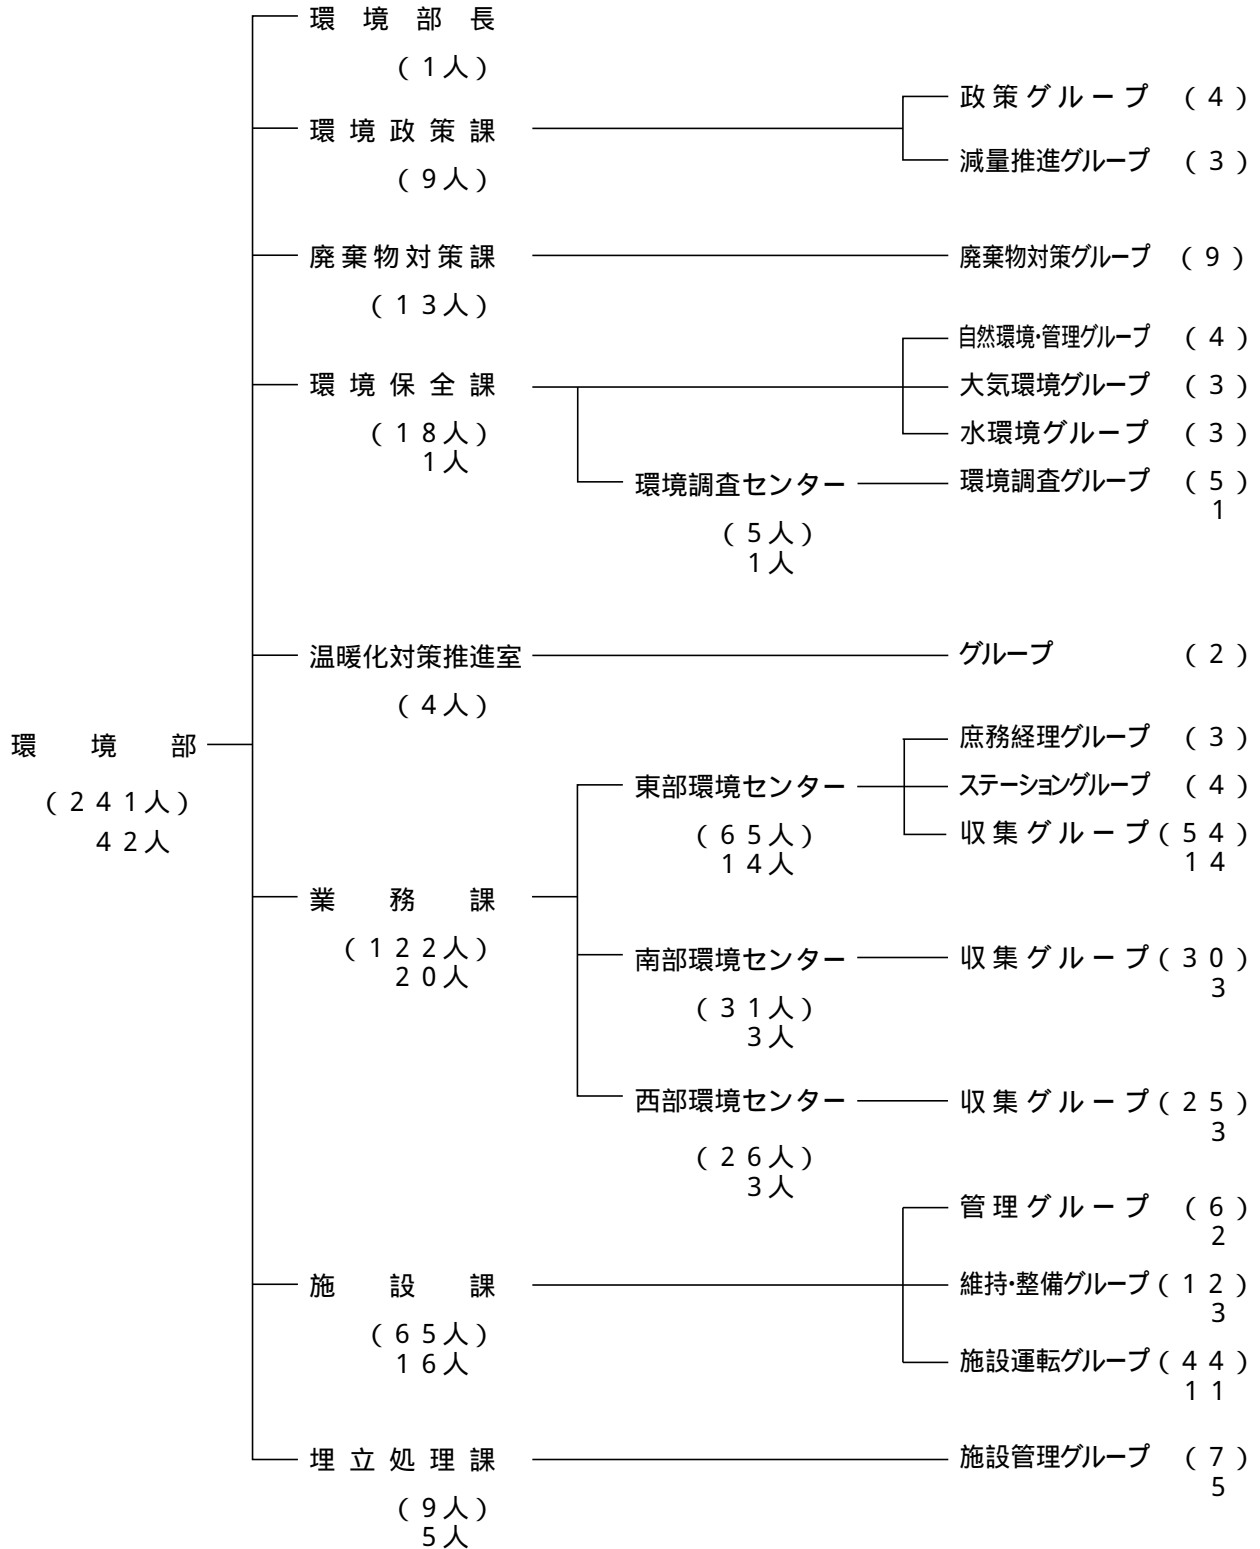 環境部長
(1人)
政策グループ (4)
環境政策課
(9人)
減量推進グループ (3)
廃棄物対策課
(13人)
廃棄物対策グループ (9)
自然環境・管理グループ (4)
環境保全課
(18人)
1人
大気環境グループ (3)
水環境グループ (3)
環境調査センター
(5人)
1人
環境調査グループ (5)
1
温暖化対策推進室
(4人)
グループ (2)
環境部
(241人)
42人
東部環境センター
(65人)
14人
庶務経理グループ (3)
ステーショングループ (4)
収集グループ (54)
14
業務課
(122人)
20人
南部環境センター
(31人)
3人
収集グループ (30)
3
西部環境センター
(26人)
3人
収集グループ (25)
3
管理グループ (6)
2
施設課
(65人)
16人
維持・整備グループ (12)
3
施設運転グループ (44)
11
埋立処理課
(9人)
5人
施設管理グループ (7)
5